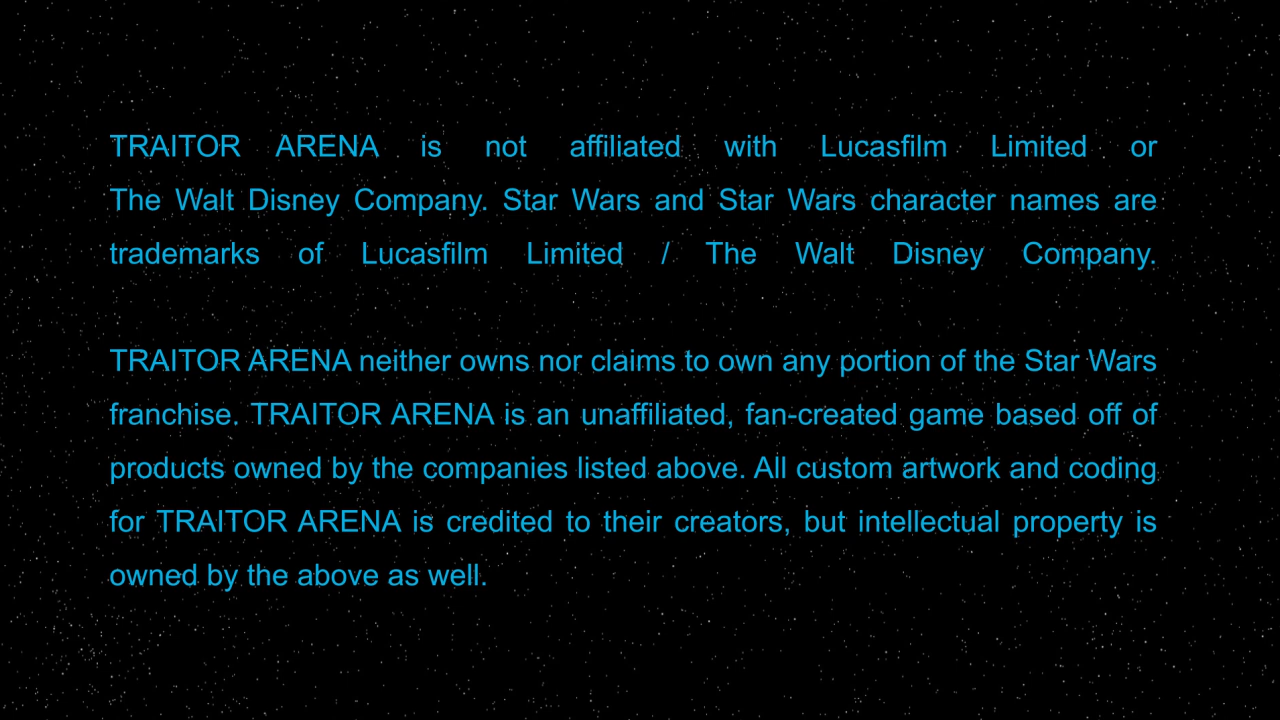 TRAITOR ARENA is not affiliated with Lucasfilm Limited or
The Walt Disney Company. Star Wars and Star Wars character names are
trademarks of Lucasfilm Limited / The Walt Disney Company.
TRAITOR ARENA neither owns nor claims to own any portion of the Star Wars
franchise. TRAITOR ARENA is an unaffiliated, fan-created game based off of
products owned by the companies listed above. All custom artwork and coding
for TRAITOR ARENA is credited to their creators, but intellectual property is
owned by the above as well.